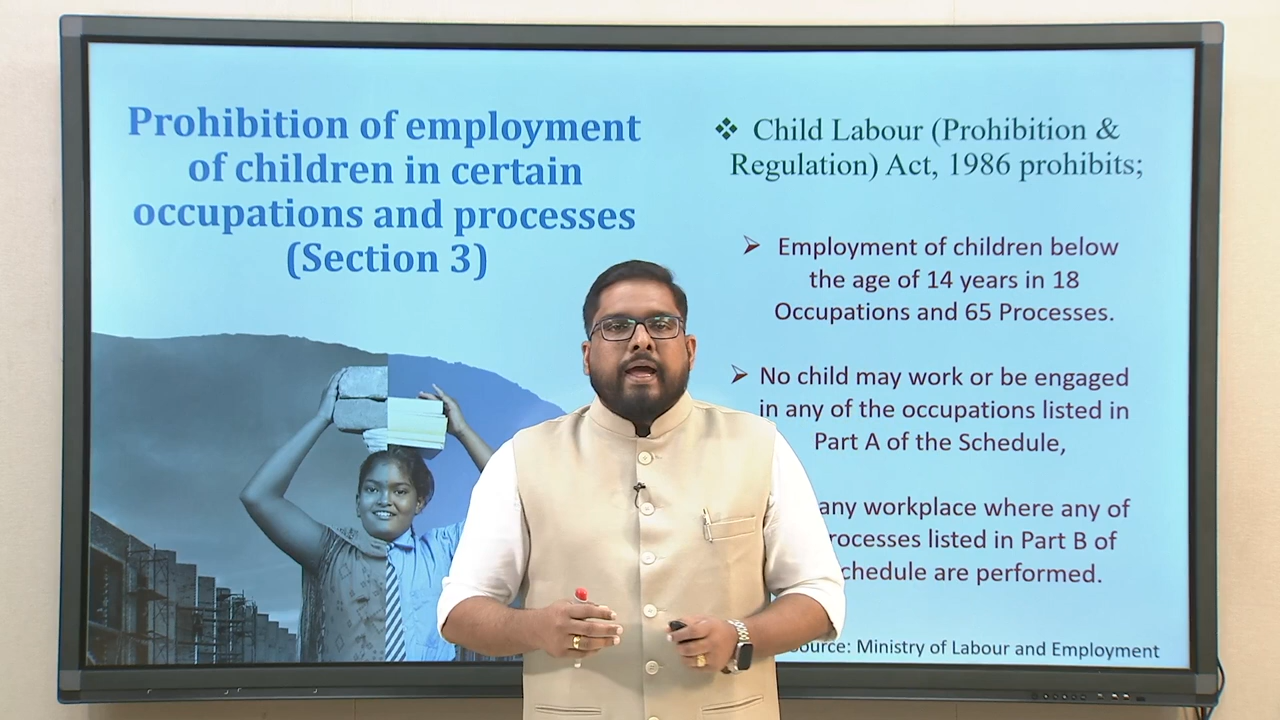 Prohibition of employment
of children in certain
occupations and processes
(Section 3)
❖ Child Labour (Prohibition &
Regulation) Act, 1986 prohibits;
➢ Employment of children below
the age of 14 years in 18
Occupations and 65 Processes.
➢ No child may work or be engaged
in any of the occupations listed in
Part A of the Schedule,
any workplace where any of
rocesses listed in Part B of
chedule are performed.
ource: Ministry of Labour and Employment